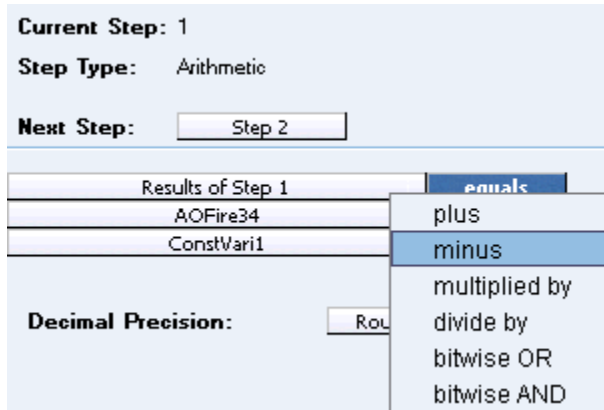 Current Step: 1
Step Type: Arithmetic
Next Step: Step 2
Results of Step 1 equals
AOFire34 plus
ConstVari1 minus
multiplied by
Decimal Precision: Rou divide by
bitwise OR
bitwise AND